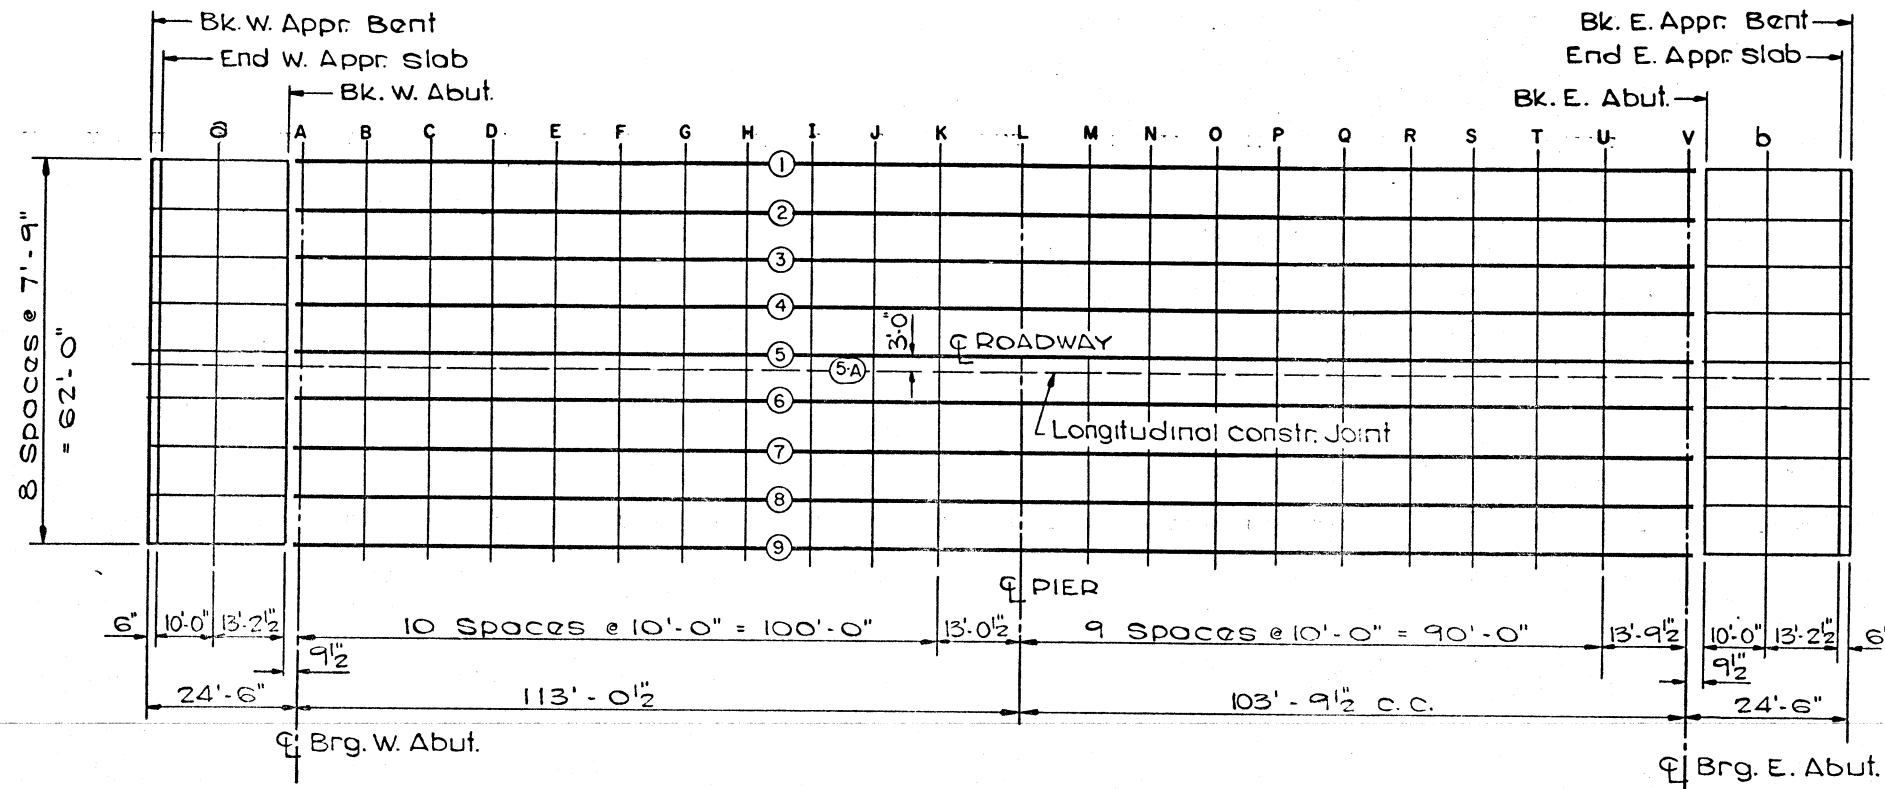 Bk. W. Appr. Bent
Bk. E. Appr. Bent
End W. Appr. Slab
End E. Appr. Slab
Bk. W. Abut.
Bk. E. Abut.
a A B C D E F G H I J K L M N O P Q R S T U V b
1
2
3
4
5
5-A
6
7
8
9
8 Spaces @ 7'-9"
= 62'-0"
3'-0"
℄ ROADWAY
Longitudinal constr. Joint
℄ PIER
6" 10'-0" 13'-2½" 10 Spaces @ 10'-0" = 100'-0" 13'-0½" 9 Spaces @ 10'-0" = 90'-0" 13'-9½" 10'-0" 13'-2½" 6"
9½" 9½"
24'-6" 113'-0½" 103'-9½" C.C. 24'-6"
℄ Brg. W. Abut.
℄ Brg. E. Abut.